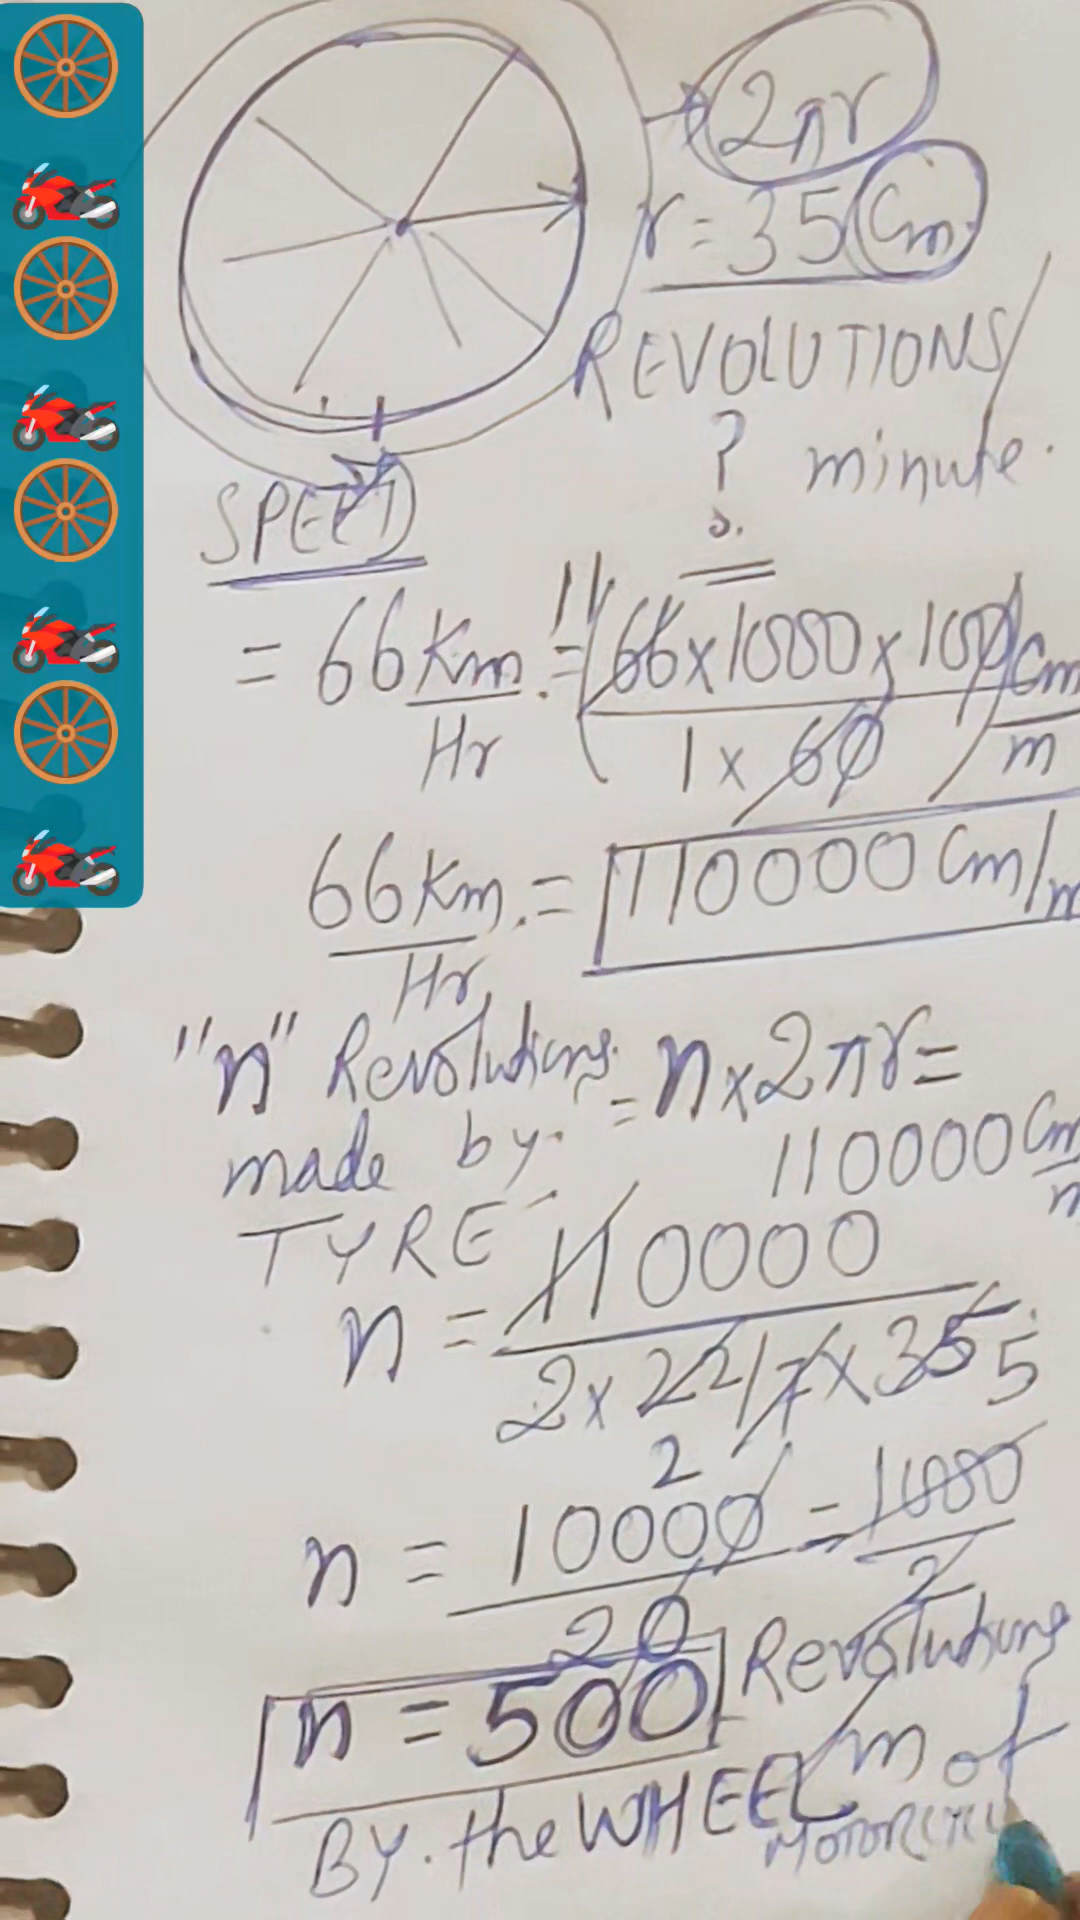 2πr
r = 35 Cm
REVOLUTIONS/
? minute.
SPEED
= 66 Km/Hr. = 11 (66 x 1000 x 100 / 1 x 60) Cm/m
66 Km/Hr. = 110000 Cm/m
"n" Revolutions = n x 2πr =
made by. 110000 Cm/m
TYRE
n = 110000 / 2 x 22/7 x 35 5
2
n = 10000 / 20 = 1000 / 2
n = 500 Revolutions/m of
BY. the WHEEL
MOTORCYCL